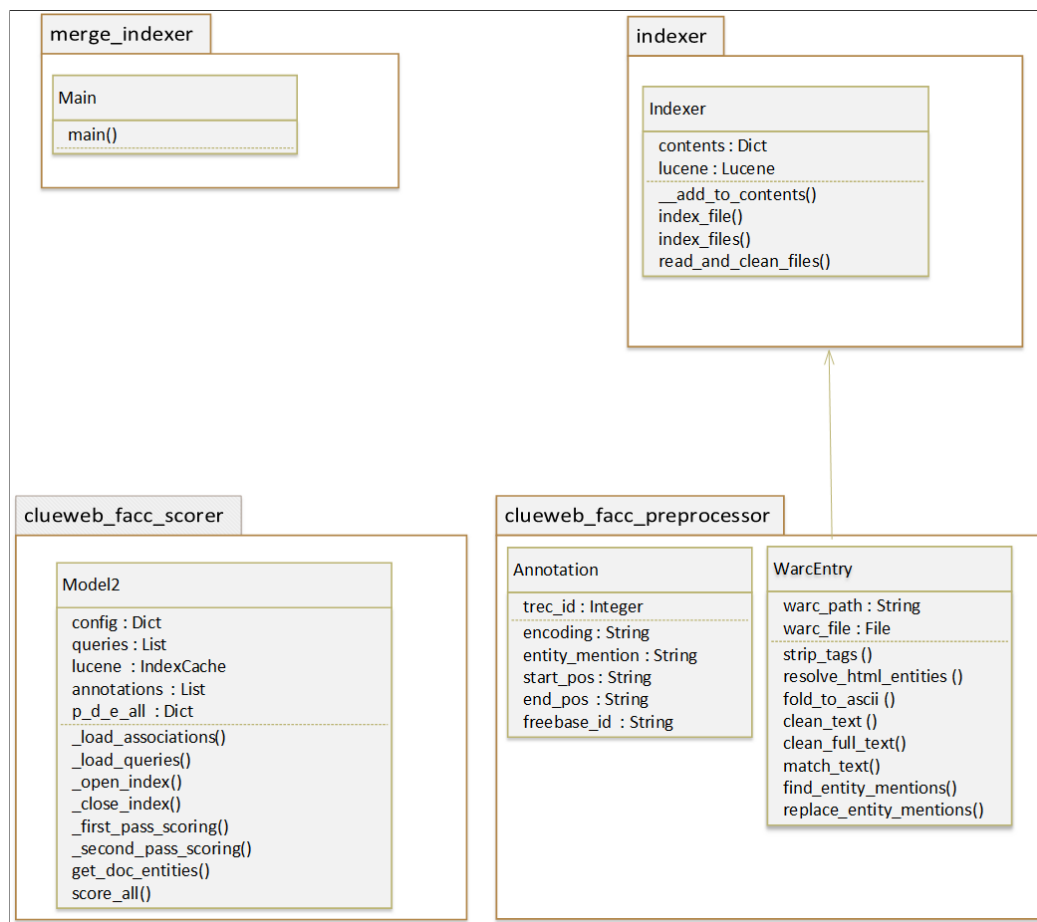 merge_indexer
Main
main()
indexer
Indexer
contents : Dict
lucene : Lucene
__add_to_contents()
index_file()
index_files()
read_and_clean_files()
clueweb_facc_scorer
Model2
config : Dict
queries : List
lucene : IndexCache
annotations : List
p_d_e_all : Dict
_load_associations()
_load_queries()
_open_index()
_close_index()
_first_pass_scoring()
_second_pass_scoring()
get_doc_entities()
score_all()
clueweb_facc_preprocessor
Annotation
trec_id : Integer
encoding : String
entity_mention : String
start_pos : String
end_pos : String
freebase_id : String
WarcEntry
warc_path : String
warc_file : File
strip_tags ()
resolve_html_entities ()
fold_to_ascii ()
clean_text ()
clean_full_text()
match_text()
find_entity_mentions()
replace_entity_mentions()